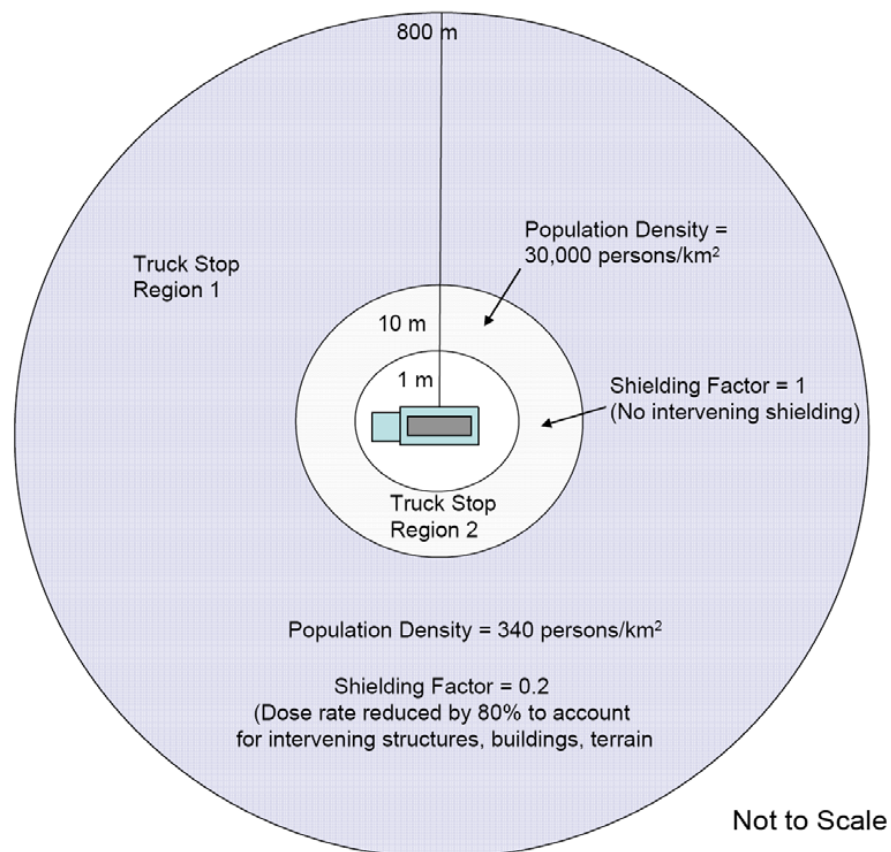 800 m
Population Density =
30,000 persons/km²
Truck Stop
Region 1
10 m
1 m
Shielding Factor = 1
(No intervening shielding)
Truck Stop
Region 2
Population Density = 340 persons/km²
Shielding Factor = 0.2
(Dose rate reduced by 80% to account
for intervening structures, buildings, terrain
Not to Scale